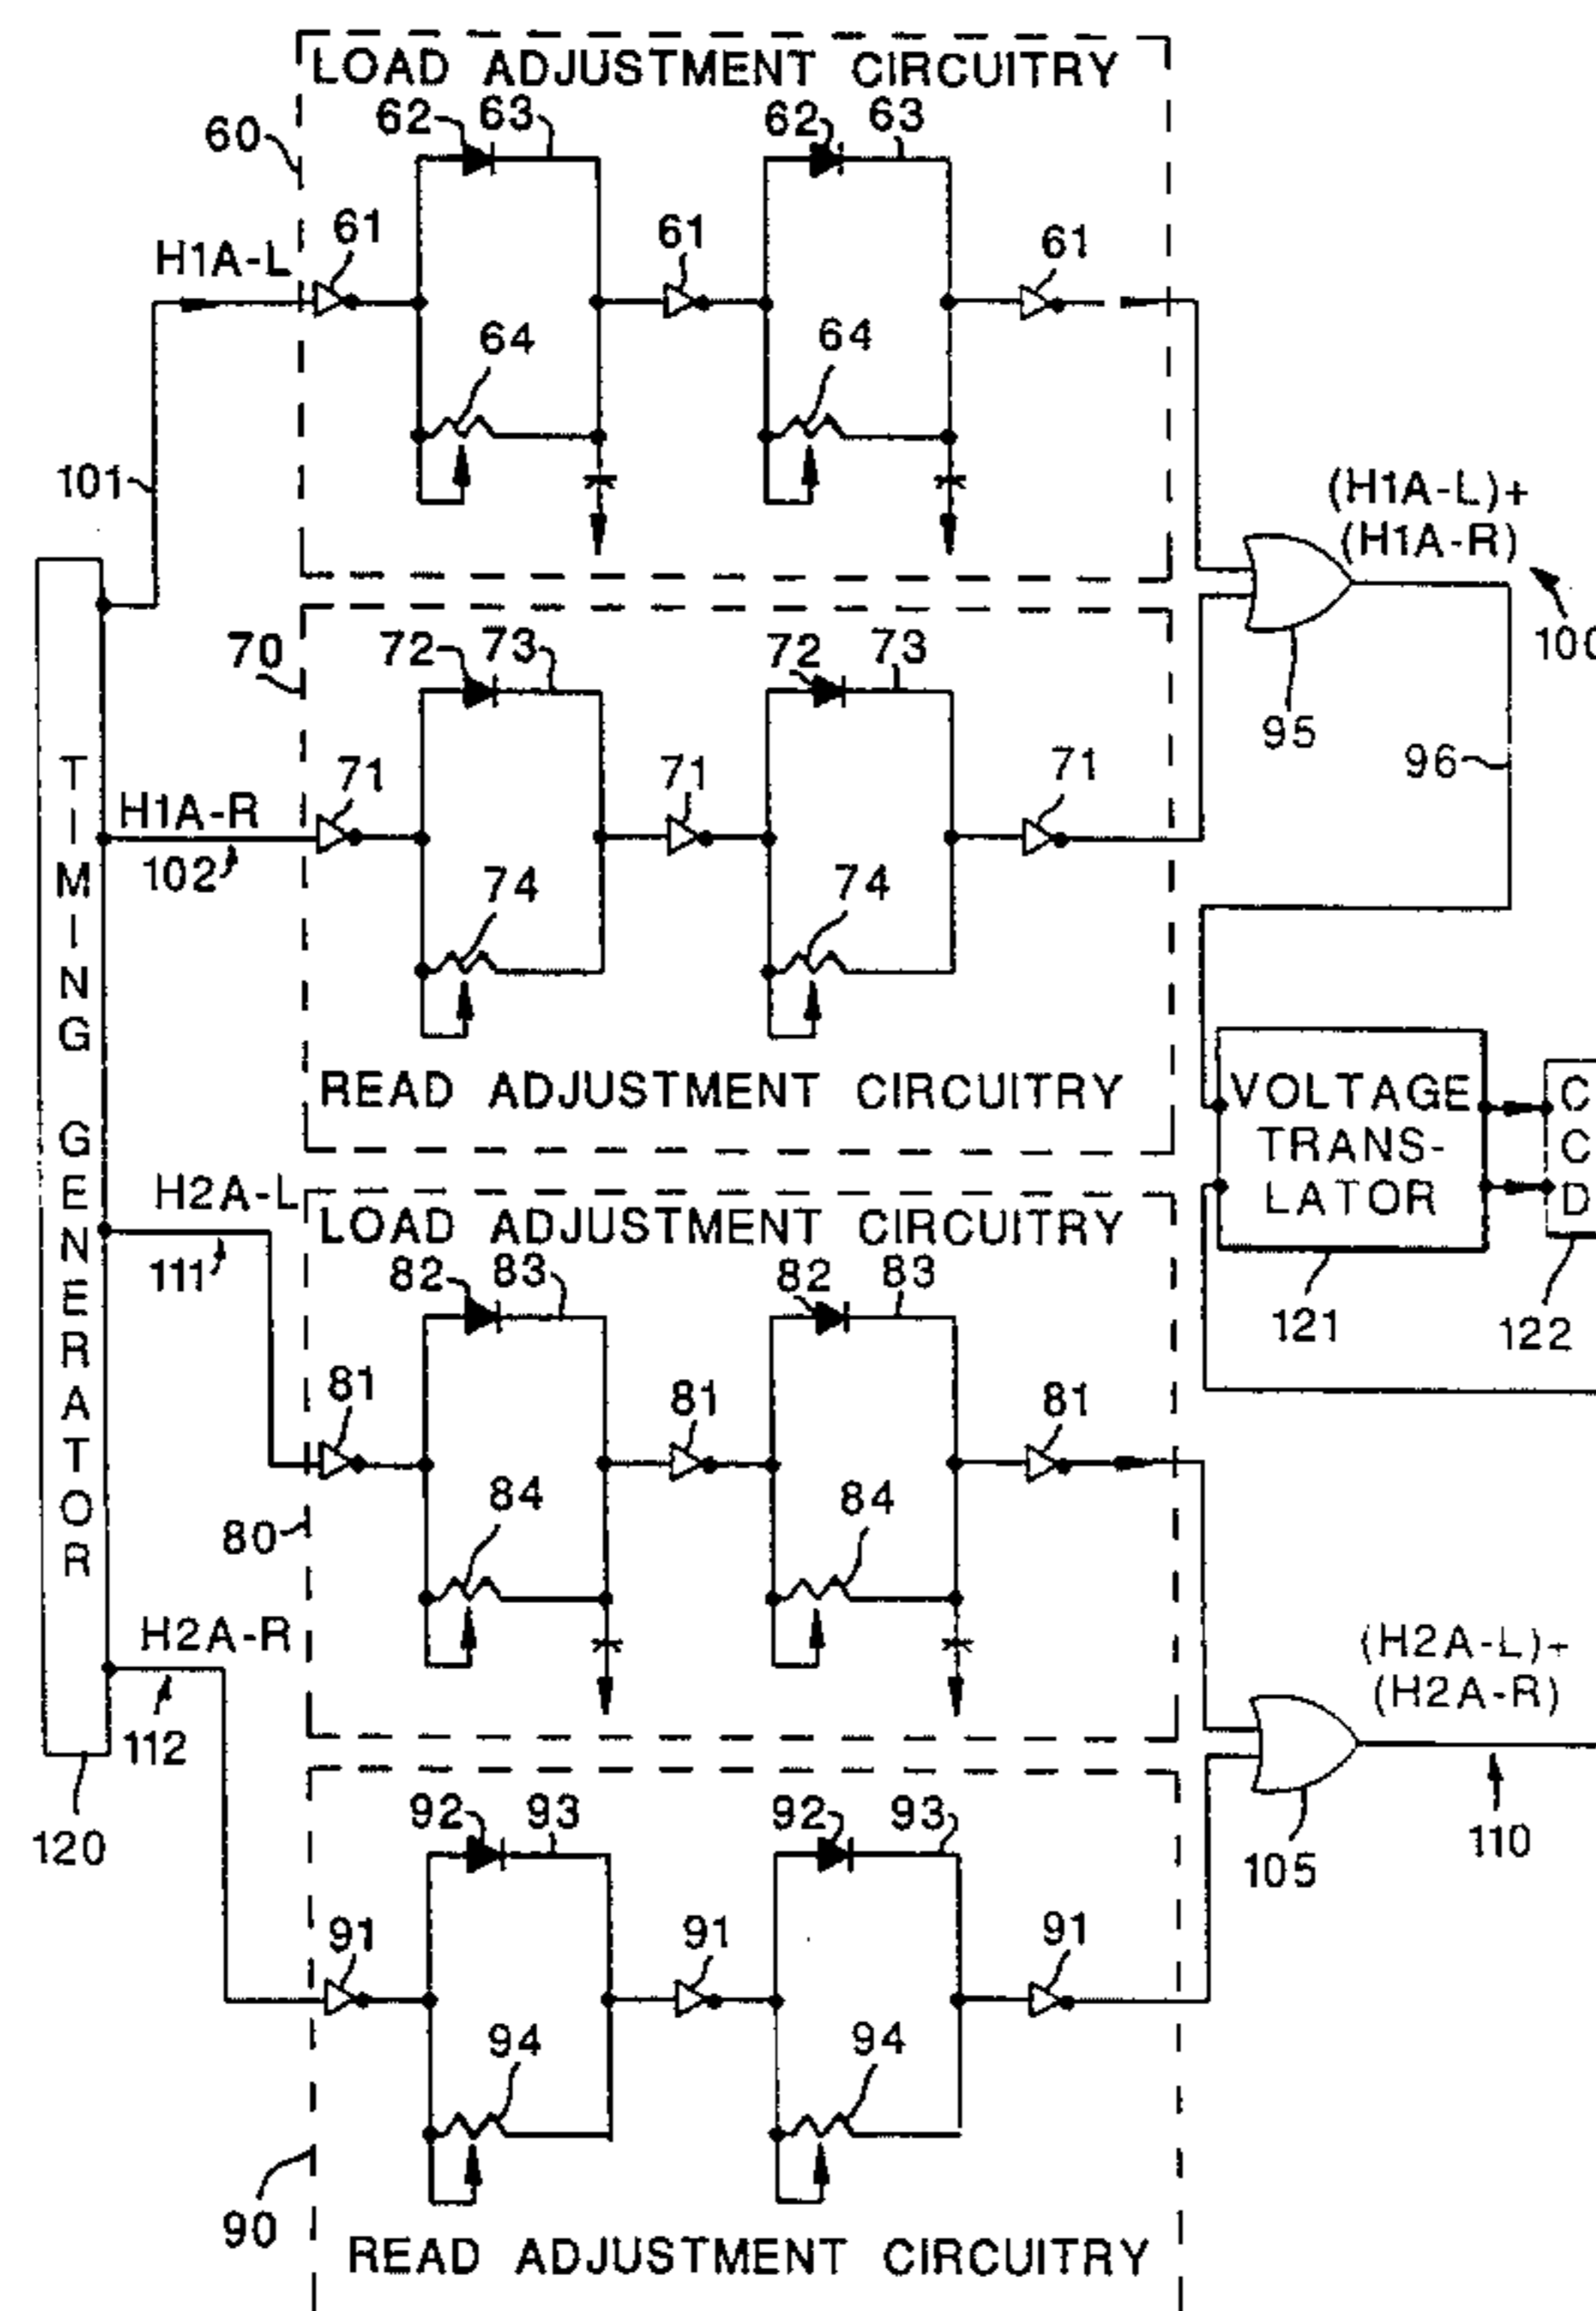 LOAD ADJUSTMENT CIRCUITRY
62 63 62 63
60
H1A-L 61 61 61
64 64
101
(H1A-L)+
(H1A-R)
100
95
96
70 72 73 72 73
H1A-R 71 71 71
102
74 74
READ ADJUSTMENT CIRCUITRY
TIMING GENERATOR
VOLTAGE
TRANS-
LATOR
CCD
121 122
H2A-L
LOAD ADJUSTMENT CIRCUITRY
111
82 83 82 83
81 81 81
84 84
80
H2A-R
112
120
(H2A-L)+
(H2A-R)
110
105
92 93 92 93
91 91 91
94 94
90
READ ADJUSTMENT CIRCUITRY